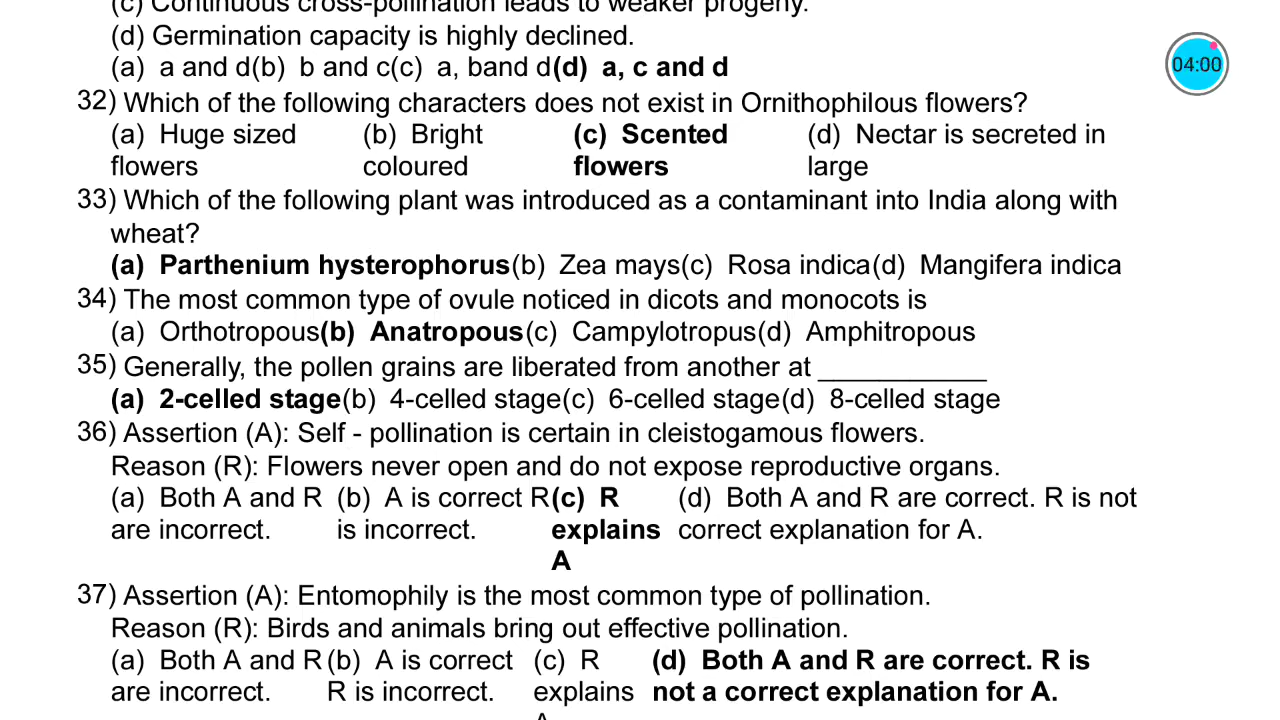 (c) Continuous cross-pollination leads to weaker progeny.
(d) Germination capacity is highly declined.
(a) a and d(b) b and c(c) a, band d(d) a, c and d
04:00
32) Which of the following characters does not exist in Ornithophilous flowers?
(a) Huge sized (b) Bright (c) Scented (d) Nectar is secreted in
flowers coloured flowers large
33) Which of the following plant was introduced as a contaminant into India along with
wheat?
(a) Parthenium hysterophorus(b) Zea mays(c) Rosa indica(d) Mangifera indica
34) The most common type of ovule noticed in dicots and monocots is
(a) Orthotropous(b) Anatropous(c) Campylotropus(d) Amphitropous
35) Generally, the pollen grains are liberated from another at ___________
(a) 2-celled stage(b) 4-celled stage(c) 6-celled stage(d) 8-celled stage
36) Assertion (A): Self - pollination is certain in cleistogamous flowers.
Reason (R): Flowers never open and do not expose reproductive organs.
(a) Both A and R (b) A is correct R(c) R (d) Both A and R are correct. R is not
are incorrect. is incorrect. explains correct explanation for A.
A
37) Assertion (A): Entomophily is the most common type of pollination.
Reason (R): Birds and animals bring out effective pollination.
(a) Both A and R (b) A is correct (c) R (d) Both A and R are correct. R is
are incorrect. R is incorrect. explains not a correct explanation for A.
A